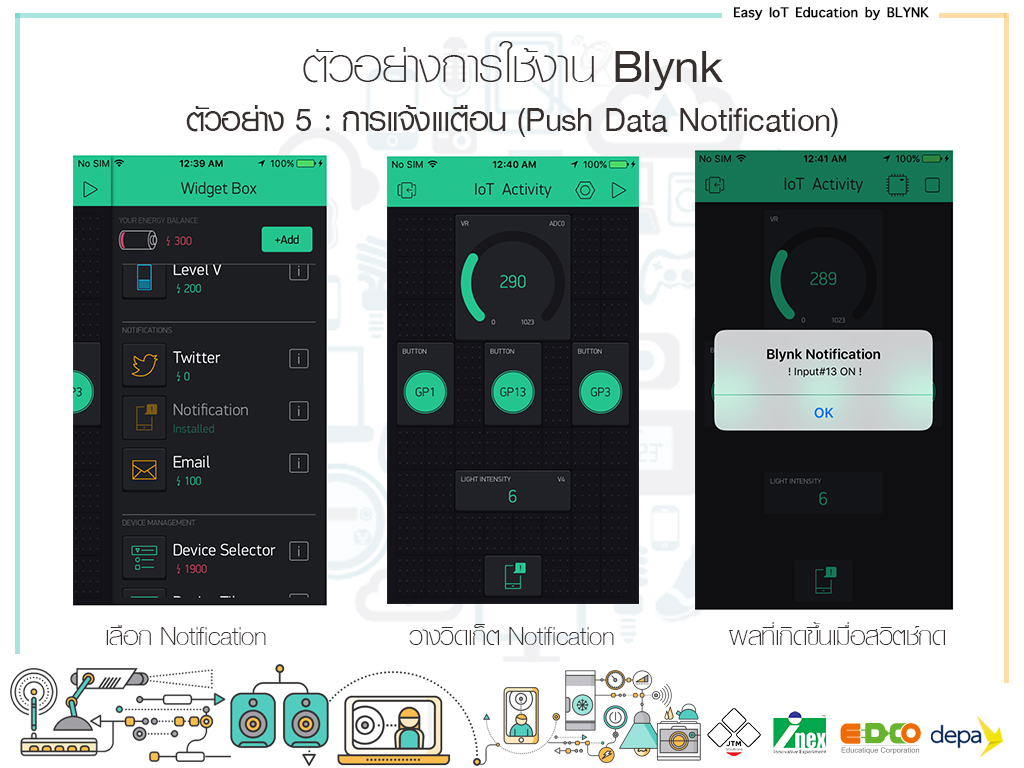 Easy IoT Education by BLYNK
ตัวอย่างการใช้งาน Blynk
ตัวอย่าง 5 : การแจ้งเตือน (Push Data Notification)
No SIM 12:39 AM 100%
Widget Box
YOUR ENERGY BALANCE
300
+Add
Level V
200
NOTIFICATIONS
Twitter
0
Notification
Installed
Email
100
DEVICE MANAGEMENT
Device Selector
1900
P3
No SIM 12:40 AM 100%
IoT Activity
VR ADC0
290
0 1023
BUTTON BUTTON BUTTON
GP1 GP13 GP3
LIGHT INTENSITY V4
6
No SIM 12:41 AM 100%
IoT Activity
VR
289
0 1023
Blynk Notification
! Input#13 ON !
OK
LIGHT INTENSITY
6
เลือก Notification
วางวิดเก็ต Notification
ผลที่เกิดขึ้นเมื่อสวิตช์กด
JTM
inex
Innovative Experiment
EDCO
Educatique Corporation
depa